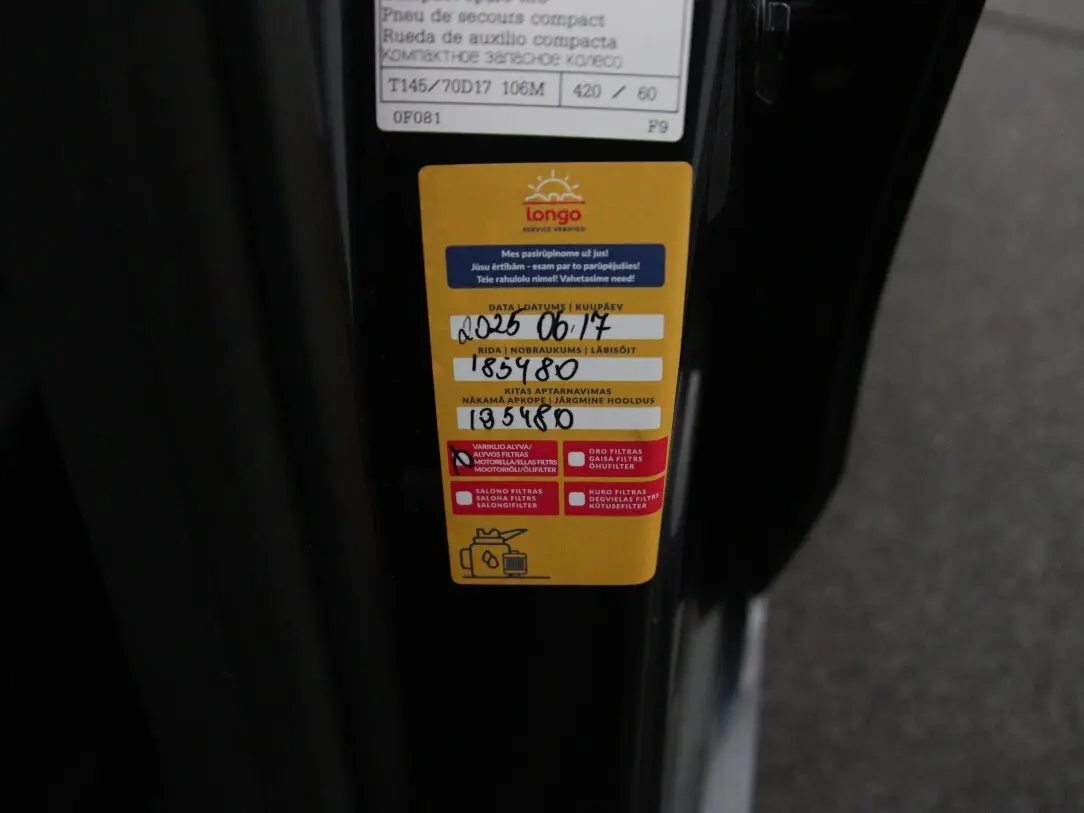 Pneu de secours compact
Rueda de auxilio compacta
Компактное запасное колесо
T145/70D17 106M 420 / 60
0F081 F9
longo
SERVICE VERIFIED
Mes pasirūpinome už jus!
Jūsu ērtībām - esam par to parūpējušies!
Teie rahulolu nimel! Vahetasime need!
DATA | DATUMS | KUUPÄEV
2025 06.17
RIDA | NOBRAUKUMS | LÄBISÕIT
185480
KITAS APTARNAVIMAS
NĀKAMĀ APKOPE | JÄRGMINE HOOLDUS
195480
VARIKLIO ALYVA/
ALYVOS FILTRAS
MOTOREĻĻA/EĻĻAS FILTRS
MOOTORIÕLI/ÕLIFILTER
ORO FILTRAS
GAISA FILTRS
ÕHUFILTER
SALONO FILTRAS
SALONA FILTRS
SALONGIFILTER
KURO FILTRAS
DEGVIELAS FILTRS
KÜTUSEFILTER